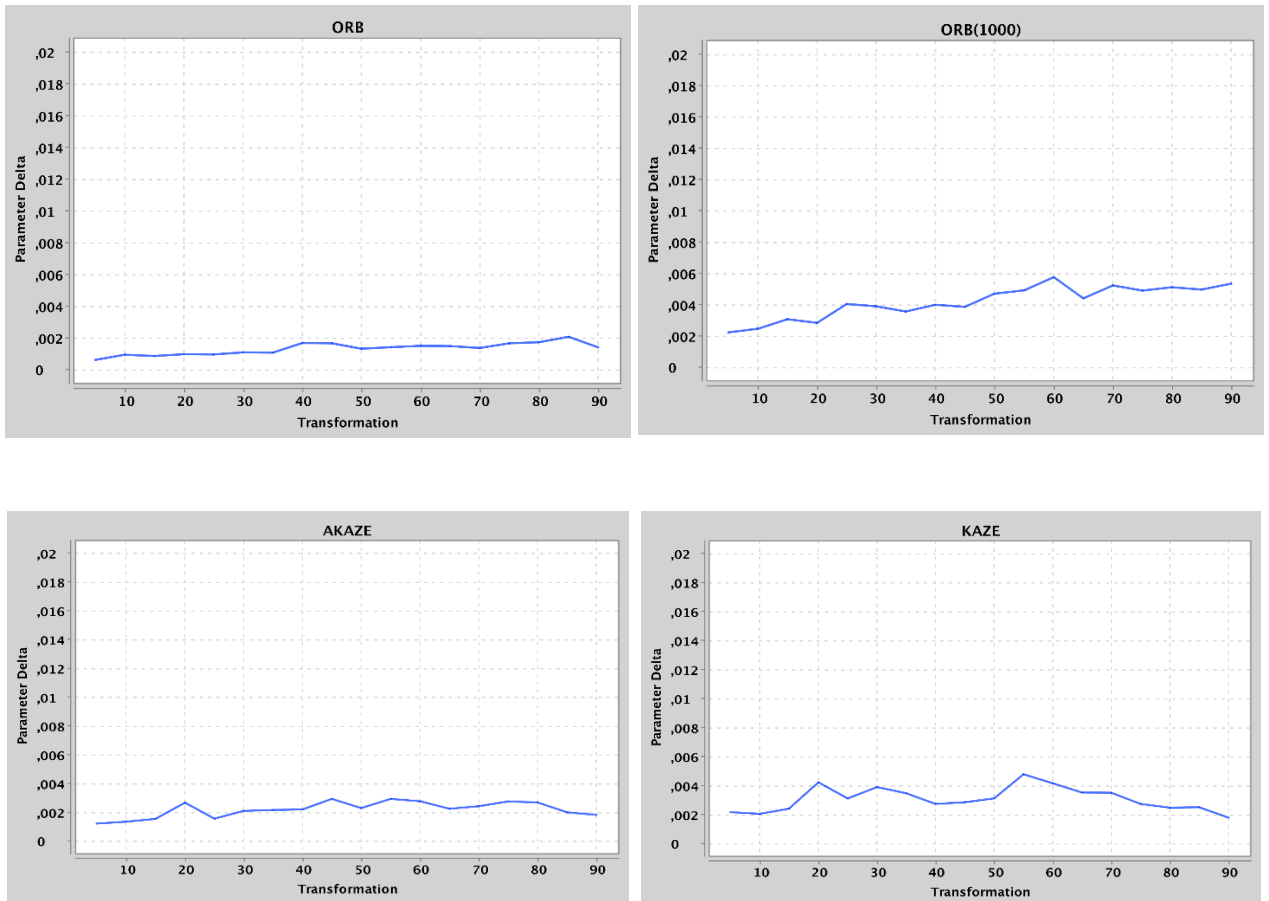 ORB
,02
,018
,016
,014
,012
,01
,008
,006
,004
,002
0
Parameter Delta
10 20 30 40 50 60 70 80 90
Transformation
ORB(1000)
,02
,018
,016
,014
,012
,01
,008
,006
,004
,002
0
Parameter Delta
10 20 30 40 50 60 70 80 90
Transformation
AKAZE
,02
,018
,016
,014
,012
,01
,008
,006
,004
,002
0
Parameter Delta
10 20 30 40 50 60 70 80 90
Transformation
KAZE
,02
,018
,016
,014
,012
,01
,008
,006
,004
,002
0
Parameter Delta
10 20 30 40 50 60 70 80 90
Transformation